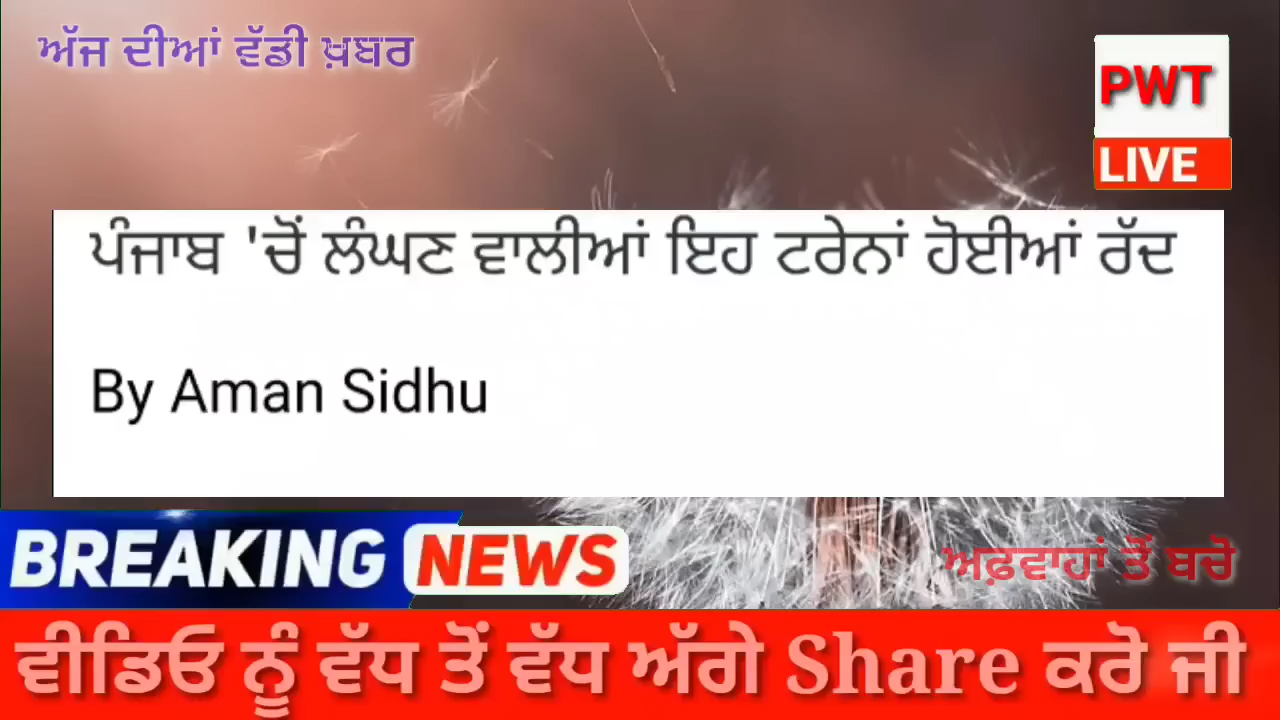 ਅੱਜ ਦੀਆਂ ਵੱਡੀ ਖ਼ਬਰ
PWT
LIVE
ਪੰਜਾਬ 'ਚੋਂ ਲੰਘਣ ਵਾਲੀਆਂ ਇਹ ਟਰੇਨਾਂ ਹੋਈਆਂ ਰੱਦ
By Aman Sidhu
BREAKING NEWS
ਅਫ਼ਵਾਹਾਂ ਤੋਂ ਬਚੋ
ਵੀਡਿਓ ਨੂੰ ਵੱਧ ਤੋਂ ਵੱਧ ਅੱਗੇ Share ਕਰੋ ਜੀ